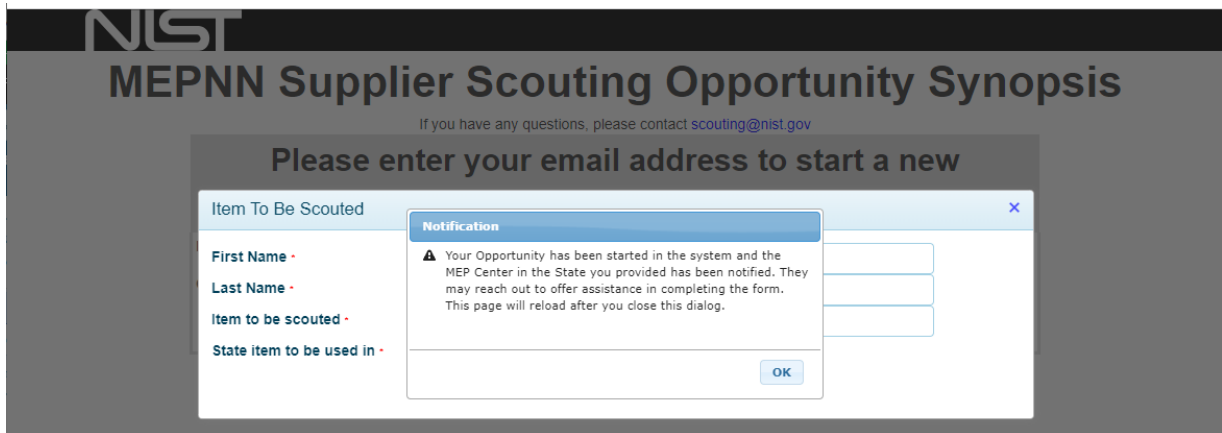 NIST
MEPNN Supplier Scouting Opportunity Synopsis
If you have any questions, please contact scouting@nist.gov
Please enter your email address to start a new
Item To Be Scouted
×
Notification
Your Opportunity has been started in the system and the
MEP Center in the State you provided has been notified. They
may reach out to offer assistance in completing the form.
This page will reload after you close this dialog.
First Name *
Last Name *
Item to be scouted *
State item to be used in *
OK